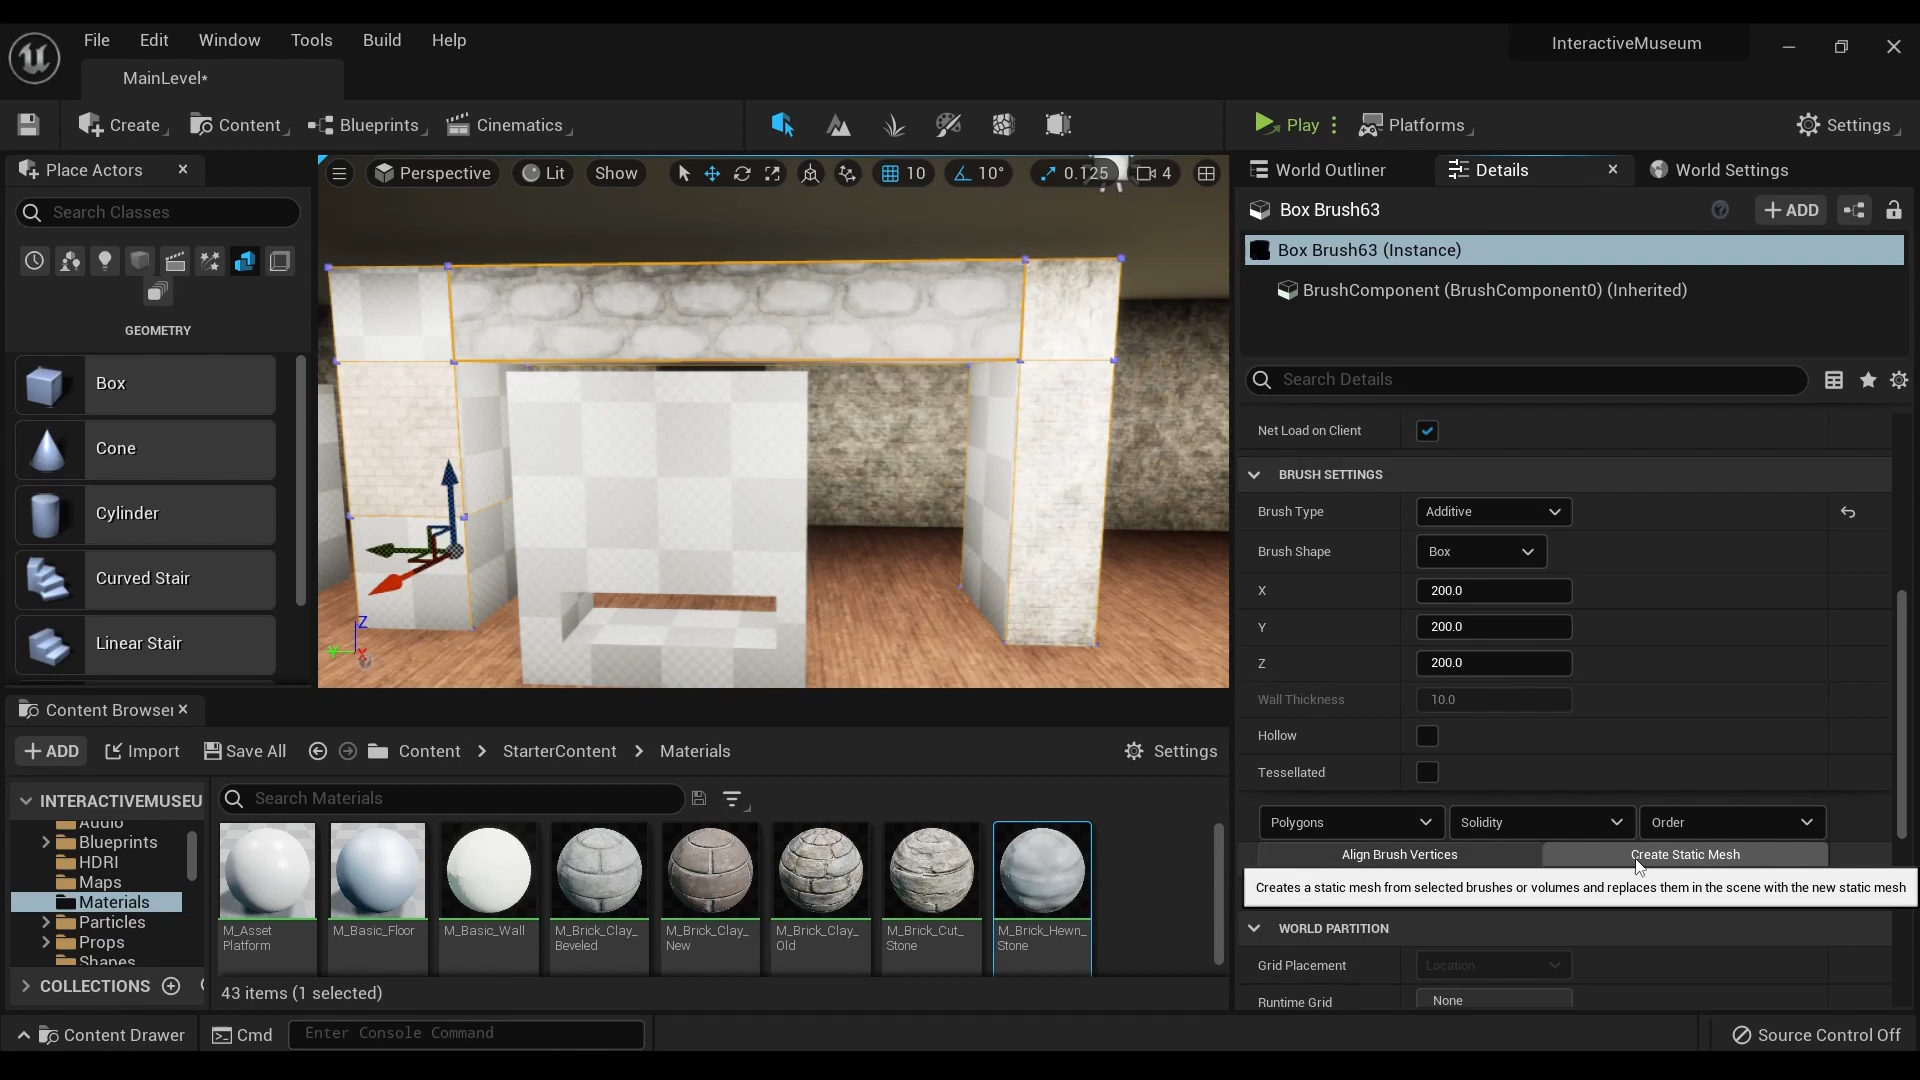 File Edit Window Tools Build Help
InteractiveMuseum
MainLevel*
Create Content Blueprints Cinematics Play Platforms Settings
Place Actors
Perspective Lit Show 10 10° 0.125 4
World Outliner Details World Settings
Search Classes
Box Brush63 ADD
Box Brush63 (Instance)
BrushComponent (BrushComponent0) (Inherited)
GEOMETRY
Box
Cone
Cylinder
Curved Stair
Linear Stair
Z
Y X
Search Details
Net Load on Client
BRUSH SETTINGS
Brush Type Additive
Brush Shape Box
X 200.0
Y 200.0
Z 200.0
Wall Thickness 10.0
Hollow
Tessellated
Polygons Solidity Order
Align Brush Vertices Create Static Mesh
Creates a static mesh from selected brushes or volumes and replaces them in the scene with the new static mesh
WORLD PARTITION
Grid Placement Location
Runtime Grid None
Content Browser
ADD Import Save All Content StarterContent Materials Settings
INTERACTIVEMUSEU
Audio
Blueprints
HDRI
Maps
Materials
Particles
Props
Shapes
COLLECTIONS
Search Materials
M_Asset
Platform
M_Basic_Floor
M_Basic_Wall
M_Brick_Clay_
Beveled
M_Brick_Clay_
New
M_Brick_Clay_
Old
M_Brick_Cut_
Stone
M_Brick_Hewn_
Stone
43 items (1 selected)
Content Drawer Cmd Enter Console Command Source Control Off